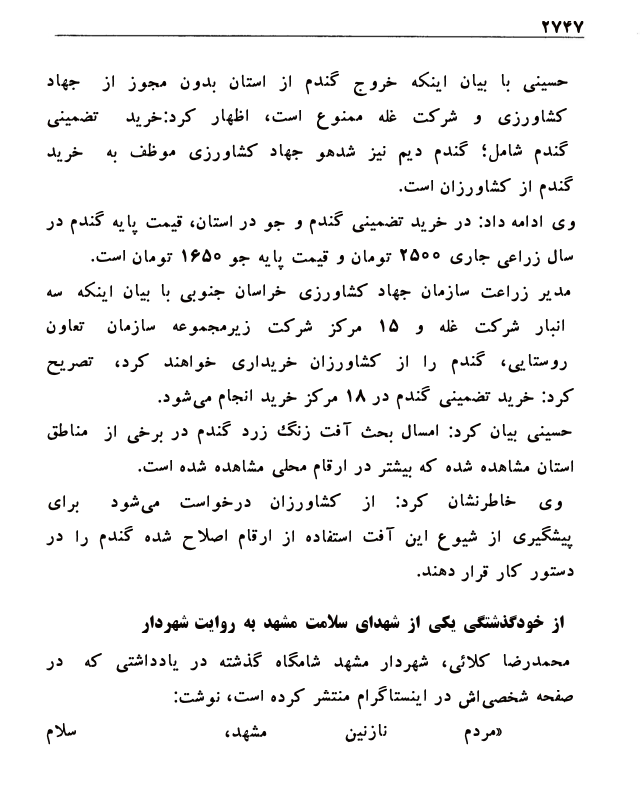 ۲۷۴۷
حسینی با بیان اینکه خروج گندم از استان بدون مجوز از جهاد
کشاورزی و شرکت غله ممنوع است، اظهار کرد:خرید تضمینی
گندم شامل؛ گندم دیم نیز شدهو جهاد کشاورزی موظف به خرید
گندم از کشاورزان است.
وی ادامه داد: در خرید تضمینی گندم و جو در استان، قیمت پایه گندم در
سال زراعی جاری ۲۵۰۰ تومان و قیمت پایه جو ۱۶۵۰ تومان است.
مدیر زراعت سازمان جهاد کشاورزی خراسان جنوبی با بیان اینکه سه
انبار شرکت غله و ۱۵ مرکز شرکت زیرمجموعه سازمان تعاون
روستایی، گندم را از کشاورزان خریداری خواهند کرد، تصریح
کرد: خرید تضمینی گندم در ۱۸ مرکز خرید انجام می‌شود.
حسینی بیان کرد: امسال بحث آفت زنگ زرد گندم در برخی از مناطق
استان مشاهده شده که بیشتر در ارقام محلی مشاهده شده است.
وی خاطرنشان کرد: از کشاورزان درخواست می‌شود برای
پیشگیری از شیوع این آفت استفاده از ارقام اصلاح شده گندم را در
دستور کار قرار دهند.
از خودگذشتگی یکی از شهدای سلامت مشهد به روایت شهردار
محمدرضا کلائی، شهردار مشهد شامگاه گذشته در یادداشتی که در
صفحه شخصی‌اش در اینستاگرام منتشر کرده است، نوشت:
«مردم نازنین مشهد، سلام